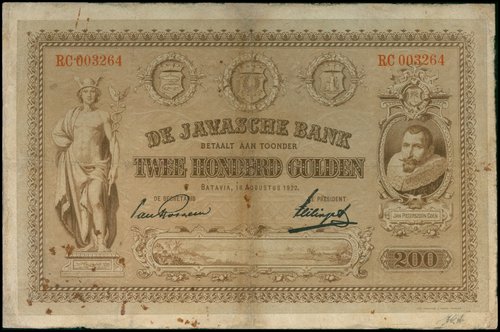 RC 003264
RC 003264
DE JAVASCHE BANK
BETAALT AAN TOONDER
TWEE HONDERD GULDEN
BATAVIA, 18 AUGUSTUS 1922.
DE SECRETARIS
DE PRESIDENT
JAN PIETERSZOON COEN
200